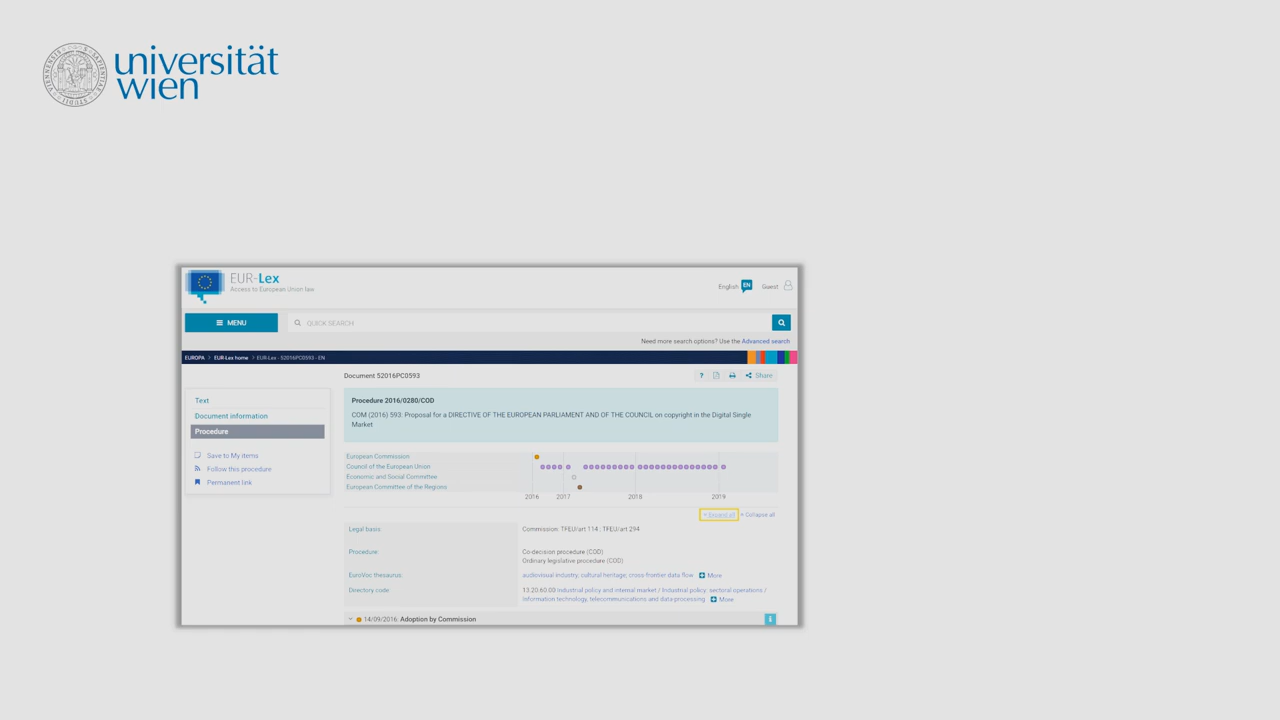 universität
wien
EUR-Lex
Access to European Union law
English EN Guest
MENU
QUICK SEARCH
Need more search options? Use the Advanced search
EUROPA > EUR-Lex home > EUR-Lex - S2016PC0593 - EN
Document S2016PC0593
? Share
Text
Document information
Procedure
Save to My items
Follow this procedure
Permanent link
Procedure 2016/0280/COD
COM (2016) 593: Proposal for a DIRECTIVE OF THE EUROPEAN PARLIAMENT AND OF THE COUNCIL on copyright in the Digital Single
Market
European Commission
Council of the European Union
Economic and Social Committee
European Committee of the Regions
2016 2017 2018 2019
Expand all Collapse all
Legal basis
Commission: TFEU/art 114 ; TFEU/art 294
Procedure
Co-decision procedure (COD)
Ordinary legislative procedure (COD)
EuroVoc thesaurus
audiovisual industry; cultural heritage; cross-frontier data flow More
Directory code
13.20.60.00 Industrial policy and internal market / Industrial policy: sectoral operations /
Information technology, telecommunications and data processing More
14/09/2016: Adoption by Commission